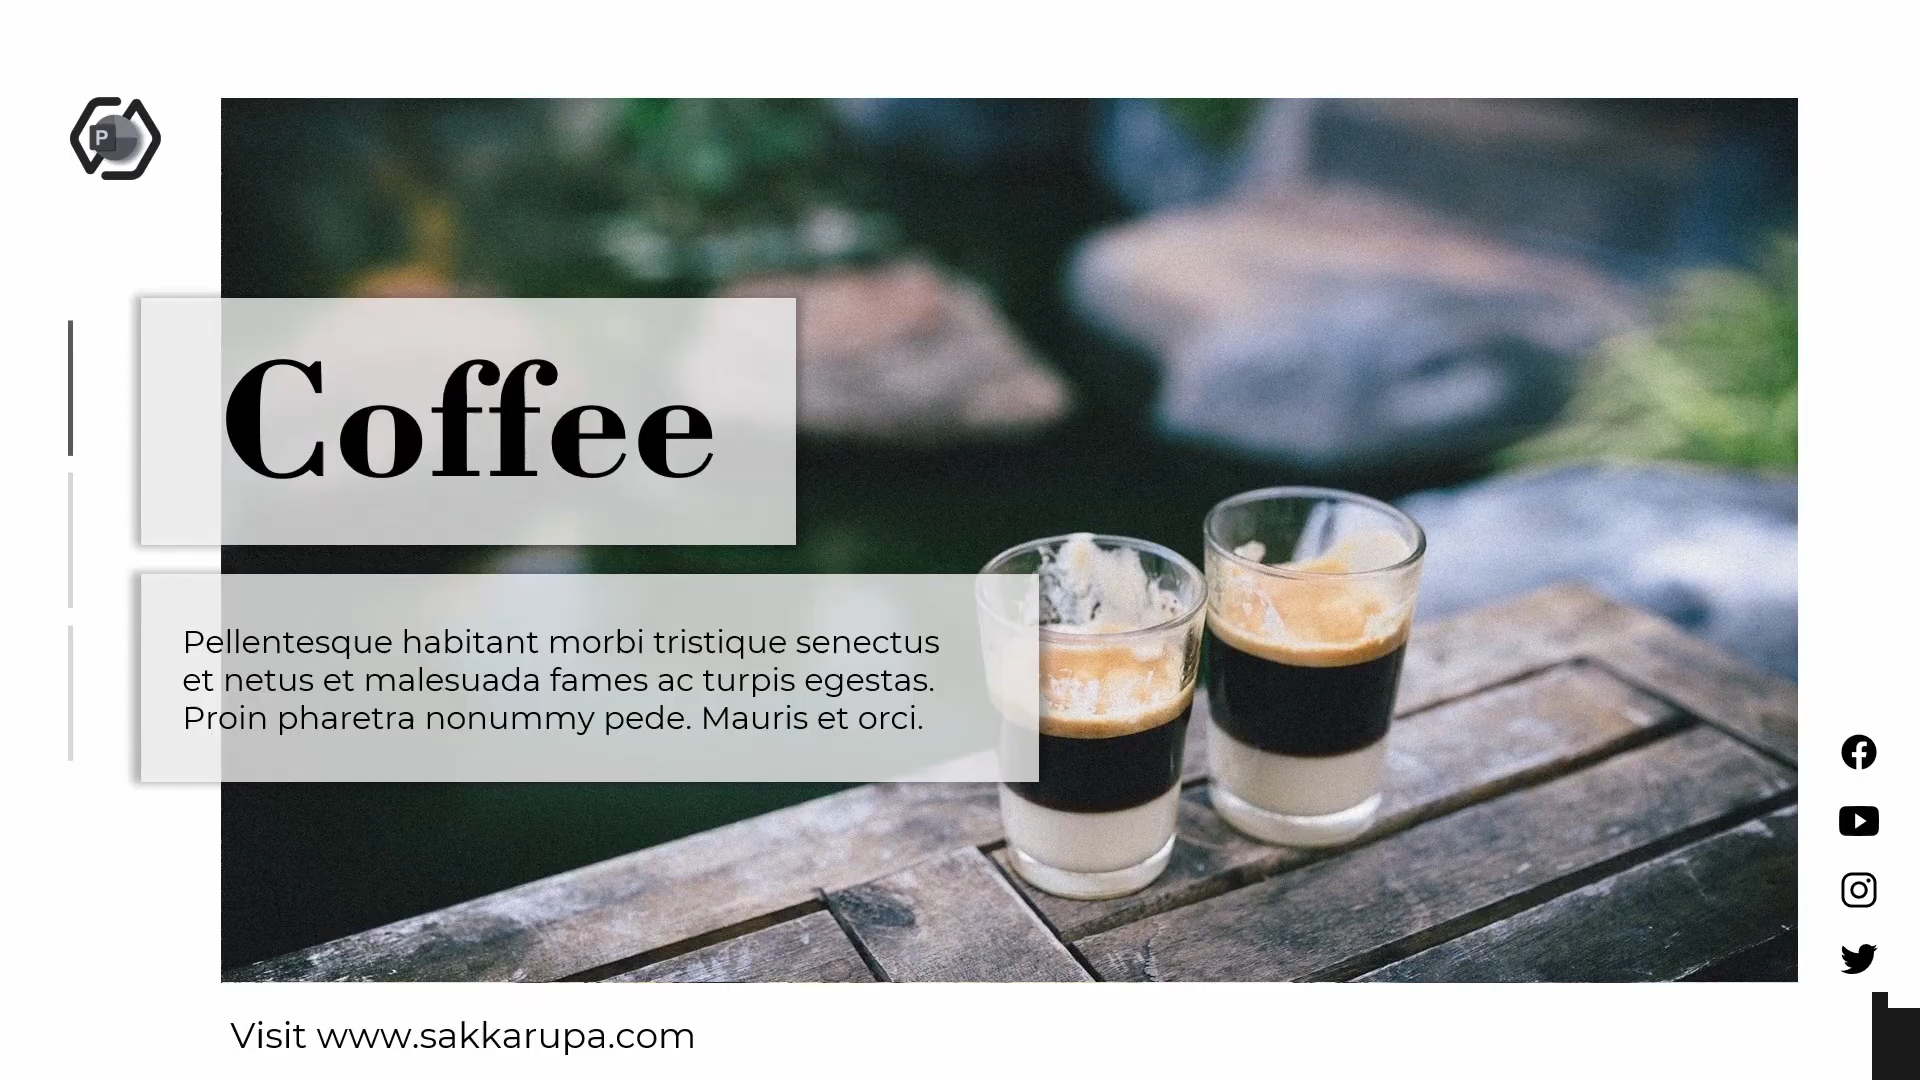 P
Coffee
Pellentesque habitant morbi tristique senectus
et netus et malesuada fames ac turpis egestas.
Proin pharetra nonummy pede. Mauris et orci.
Visit www.sakkarupa.com